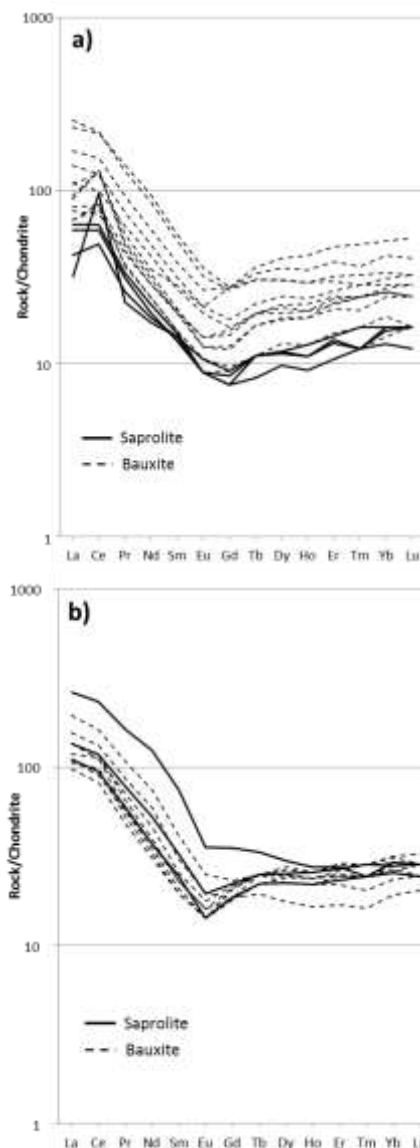 1000
a)
100
Rock/Chondrite
10
Saprolite
Bauxite
1
La Ce Pr Nd Sm Eu Gd Tb Dy Ho Er Tm Yb Lu
1000
b)
100
Rock/Chondrite
10
Saprolite
Bauxite
1
La Ce Pr Nd Sm Eu Gd Tb Dy Ho Er Tm Yb L